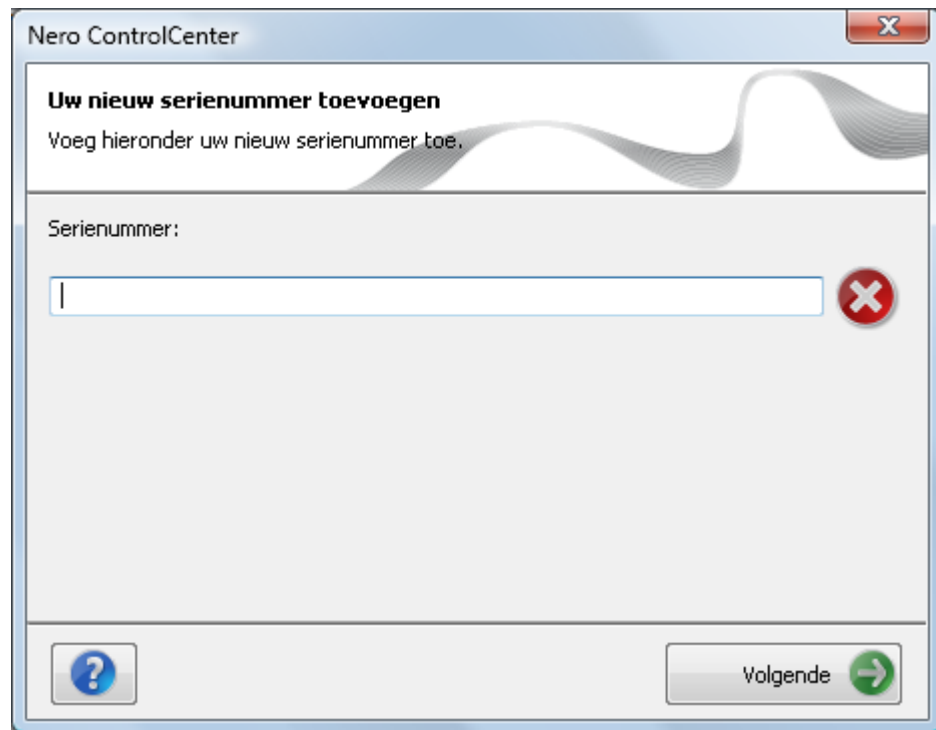 Nero ControlCenter
Uw nieuw serienummer toevoegen
Voeg hieronder uw nieuw serienummer toe.
Serienummer:
Volgende